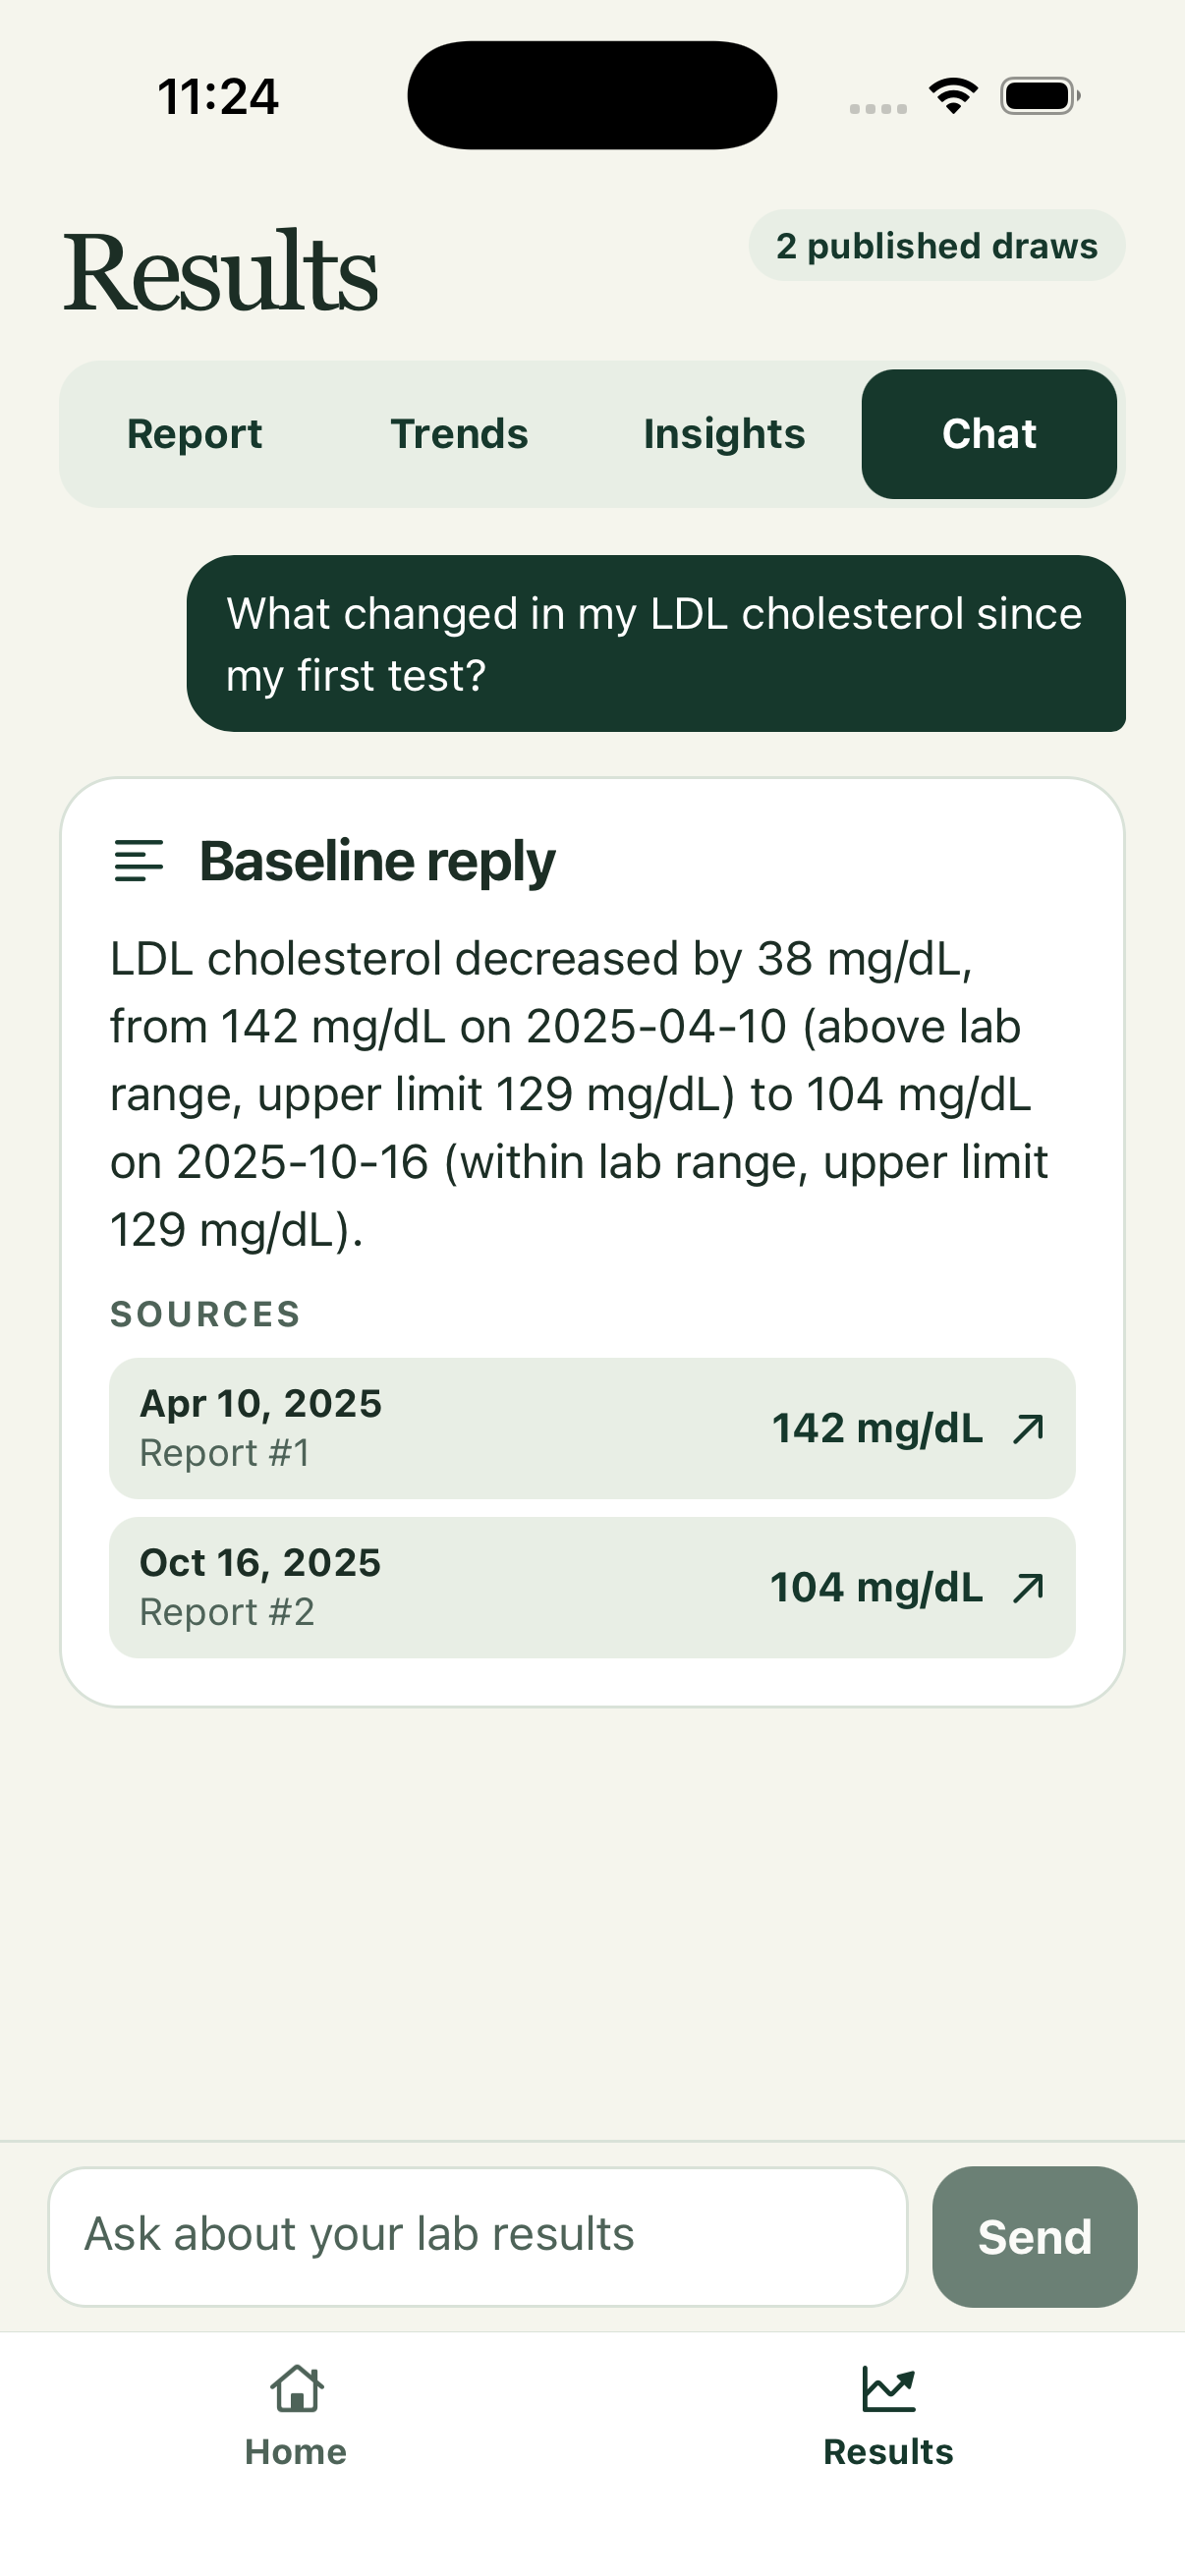 11:24
Results
2 published draws
Report
Trends
Insights
Chat
What changed in my LDL cholesterol since
my first test?
Baseline reply
LDL cholesterol decreased by 38 mg/dL,
from 142 mg/dL on 2025-04-10 (above lab
range, upper limit 129 mg/dL) to 104 mg/dL
on 2025-10-16 (within lab range, upper limit
129 mg/dL).
SOURCES
Apr 10, 2025
Report #1
142 mg/dL
Oct 16, 2025
Report #2
104 mg/dL
Ask about your lab results
Send
Home
Results